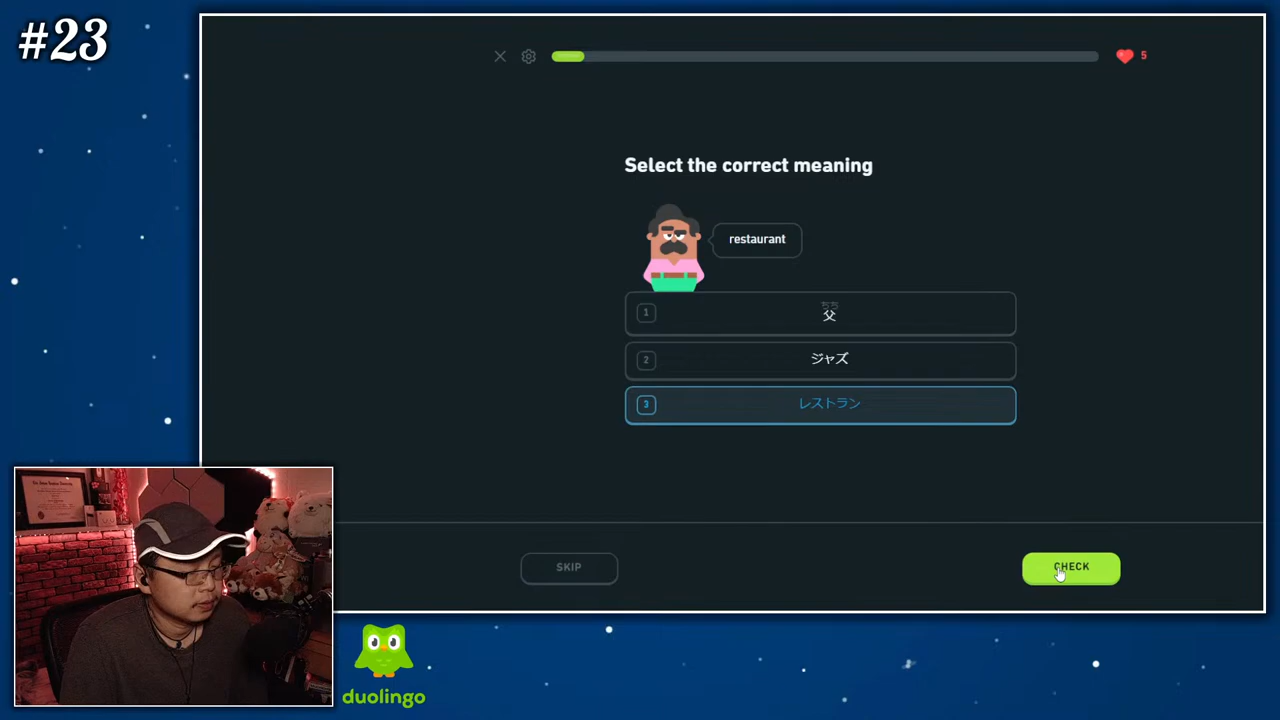 #23
5
Select the correct meaning
restaurant
1
ちち
父
2
ジャズ
3
レストラン
SKIP
CHECK
duolingo